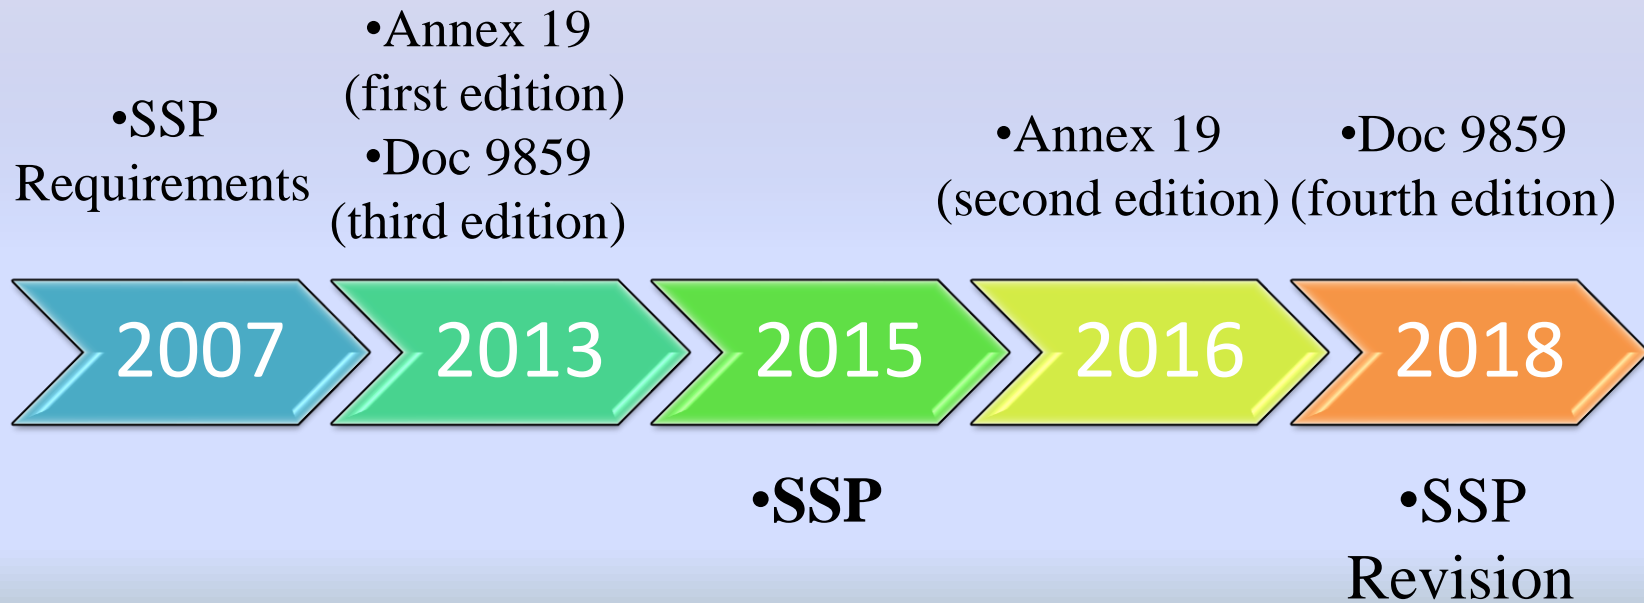 •SSP
Requirements
•Annex 19
(first edition)
•Doc 9859
(third edition)
•Annex 19
(second edition)
•Doc 9859
(fourth edition)
2007
2013
2015
2016
2018
•SSP
•SSP
Revision